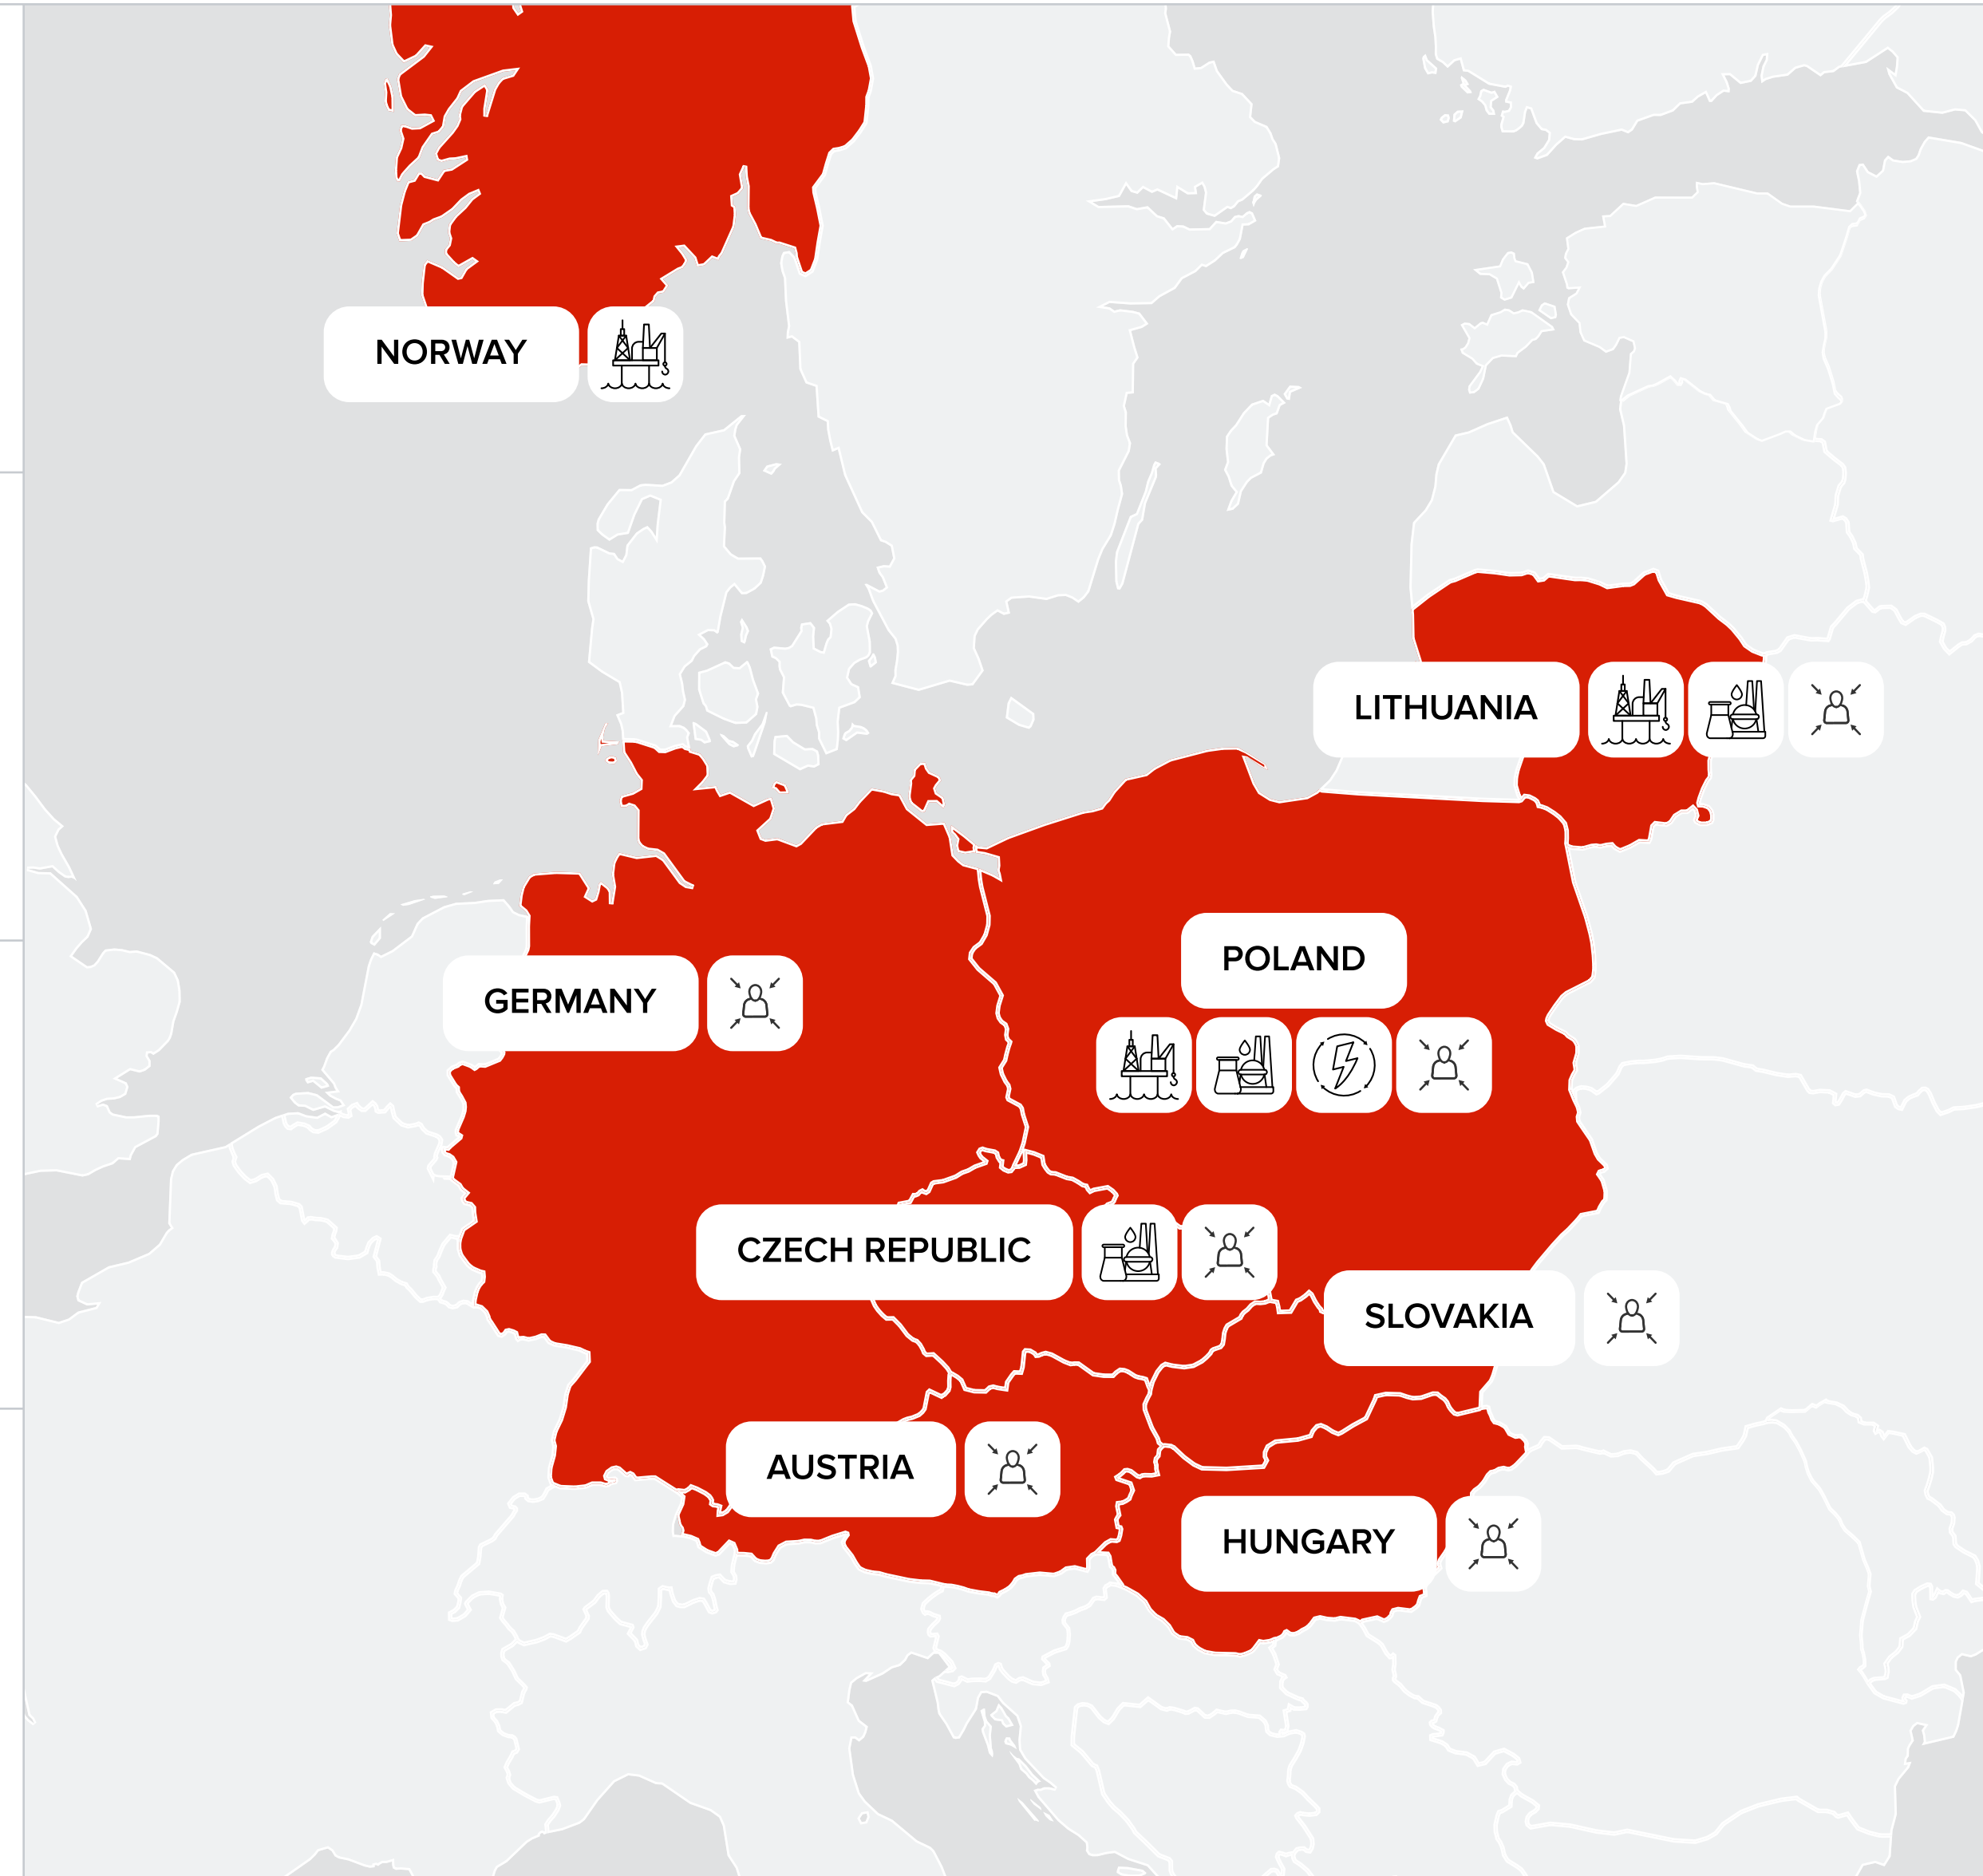 NORWAY
LITHUANIA
POLAND
GERMANY
CZECH REPUBLIC
SLOVAKIA
AUSTRIA
HUNGARY